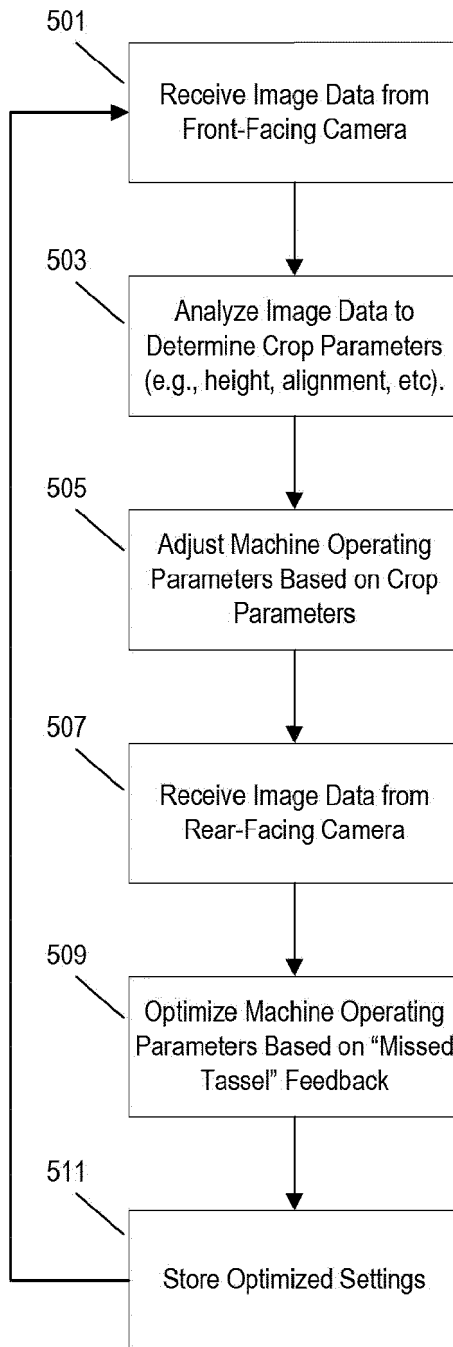 501
Receive Image Data from
Front-Facing Camera
503
Analyze Image Data to
Determine Crop Parameters
(e.g., height, alignment, etc).
505
Adjust Machine Operating
Parameters Based on Crop
Parameters
507
Receive Image Data from
Rear-Facing Camera
509
Optimize Machine Operating
Parameters Based on “Missed
Tassel” Feedback
511
Store Optimized Settings